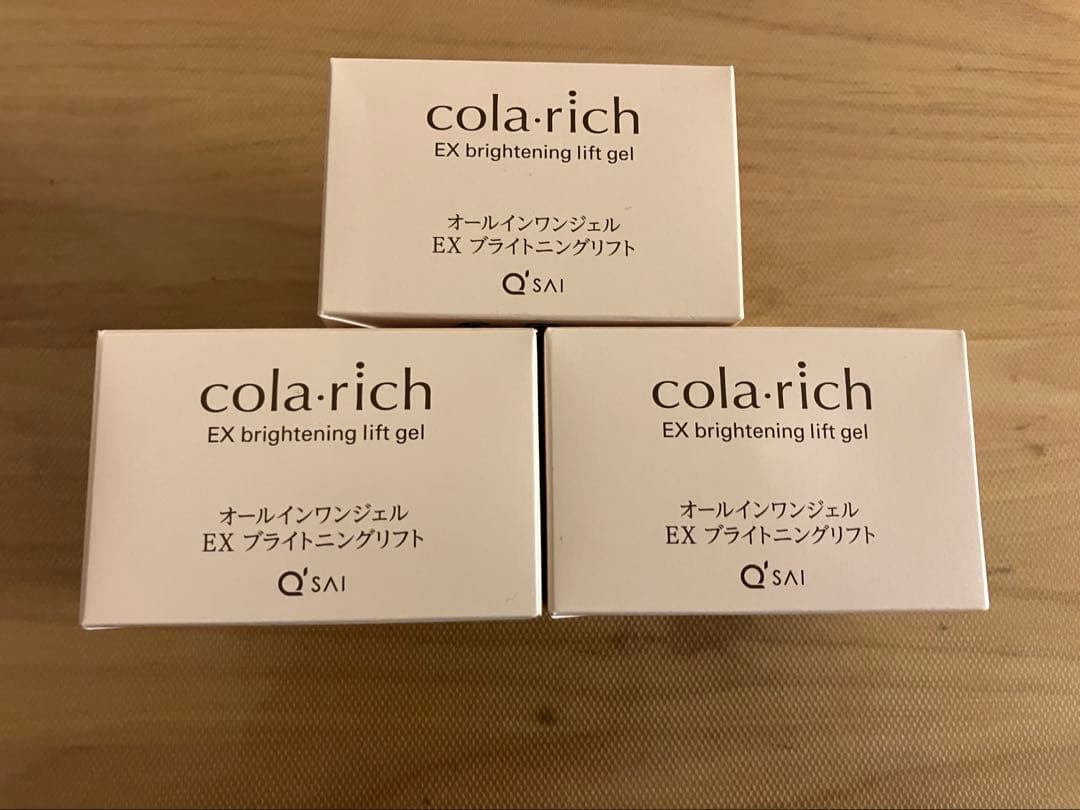 cola·rich
EX brightening lift gel
オールインワンジェル
EX ブライトニングリフト
Q'SAI
cola·rich
EX brightening lift gel
オールインワンジェル
EX ブライトニングリフト
Q'SAI
cola·rich
EX brightening lift gel
オールインワンジェル
EX ブライトニングリフト
Q'SAI